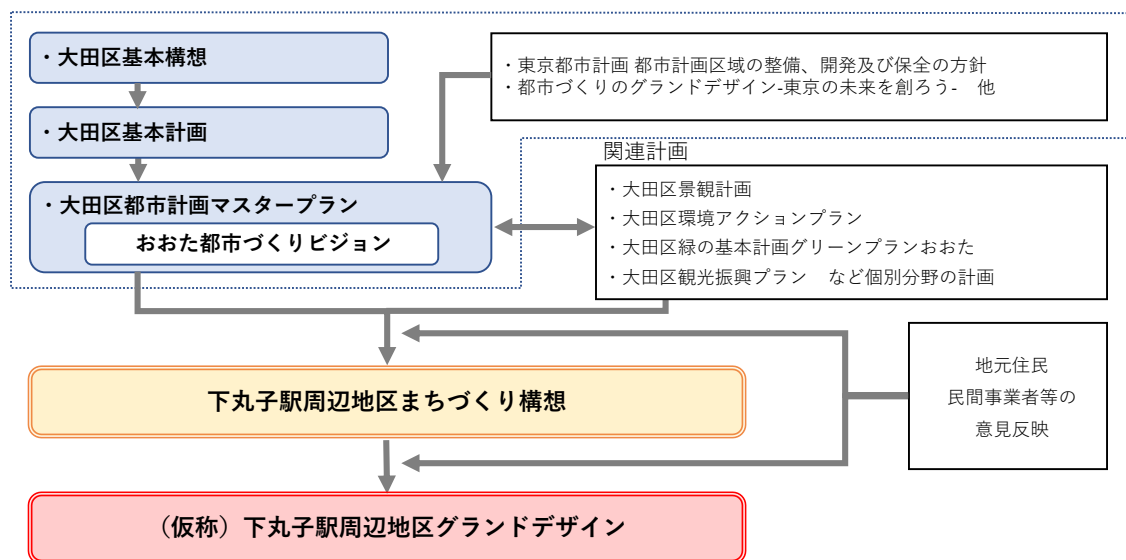 ・大田区基本構想
・大田区基本計画
・大田区都市計画マスタープラン
おおた都市づくりビジョン
・東京都市計画 都市計画区域の整備、開発及び保全の方針
・都市づくりのグランドデザイン-東京の未来を創ろう-　他
関連計画
・大田区景観計画
・大田区環境アクションプラン
・大田区緑の基本計画グリーンプランおおた
・大田区観光振興プラン　など個別分野の計画
地元住民
民間事業者等の
意見反映
下丸子駅周辺地区まちづくり構想
（仮称）下丸子駅周辺地区グランドデザイン